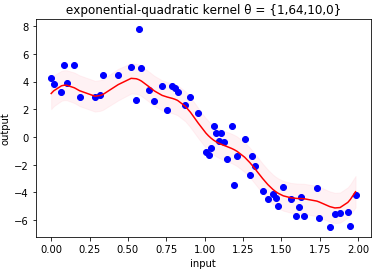 exponential-quadratic kernel θ = {1,64,10,0}
output
8
6
4
2
0
−2
−4
−6
0.00 0.25 0.50 0.75 1.00 1.25 1.50 1.75 2.00
input